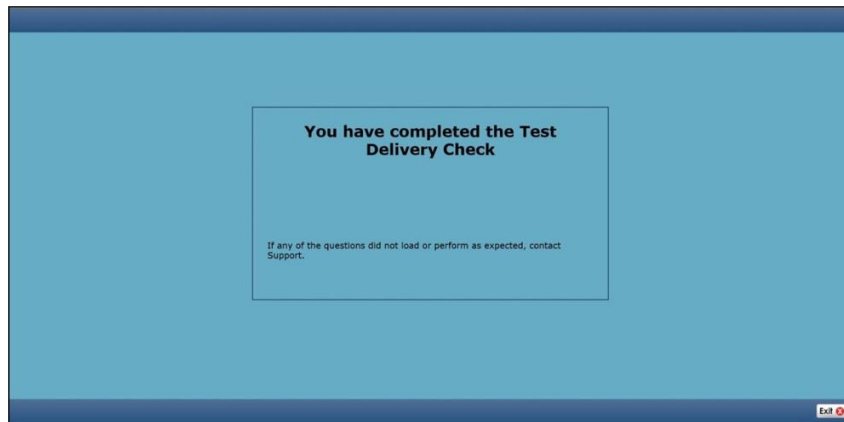 You have completed the Test
Delivery Check
If any of the questions did not load or perform as expected, contact
Support.
Exit